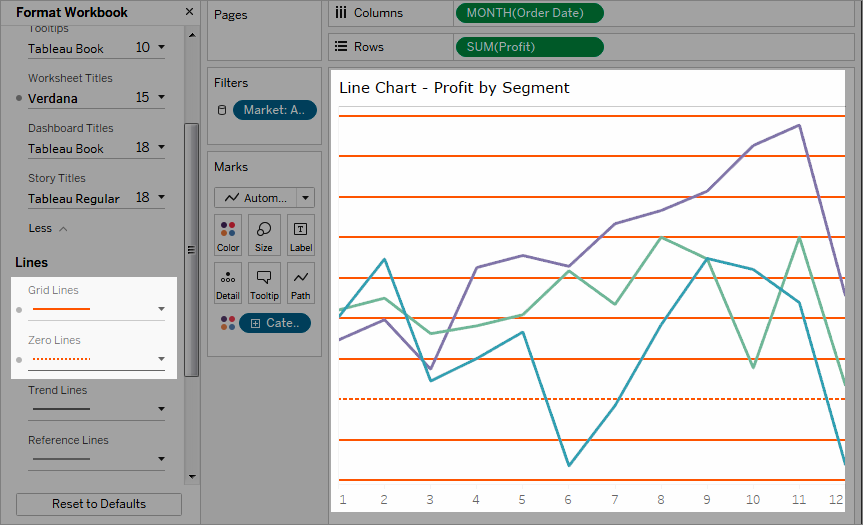 Format Workbook
Tooltips
Tableau Book 10
Worksheet Titles
Verdana 15
Dashboard Titles
Tableau Book 18
Story Titles
Tableau Regular 18
Less
Lines
Grid Lines
Zero Lines
Trend Lines
Reference Lines
Reset to Defaults
Pages
Filters
Market: A..
Marks
Autom...
Color Size Label
Detail Tooltip Path
Cate..
Columns MONTH(Order Date)
Rows SUM(Profit)
Line Chart - Profit by Segment
1 2 3 4 5 6 7 8 9 10 11 12